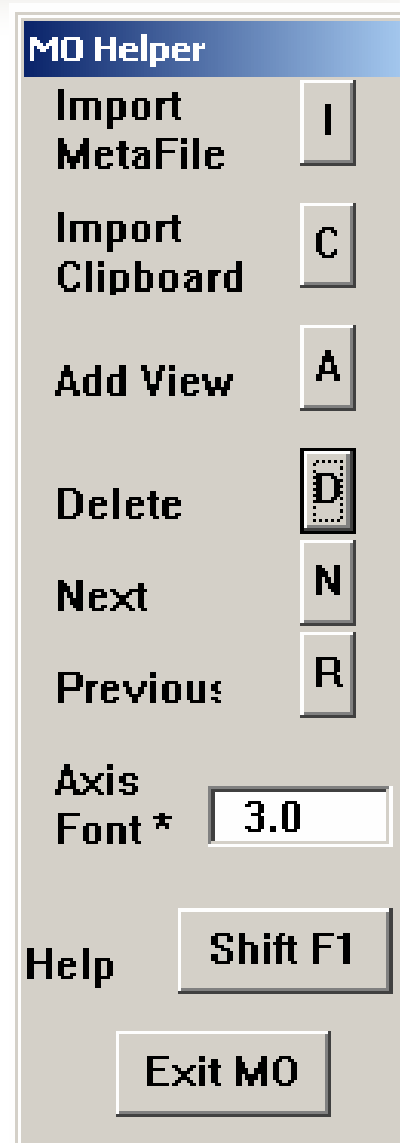 MO Helper
Import I
MetaFile
Import C
Clipboard
Add View A
Delete D
Next N
Previous R
Axis
Font * 3.0
Help Shift F1
Exit MO